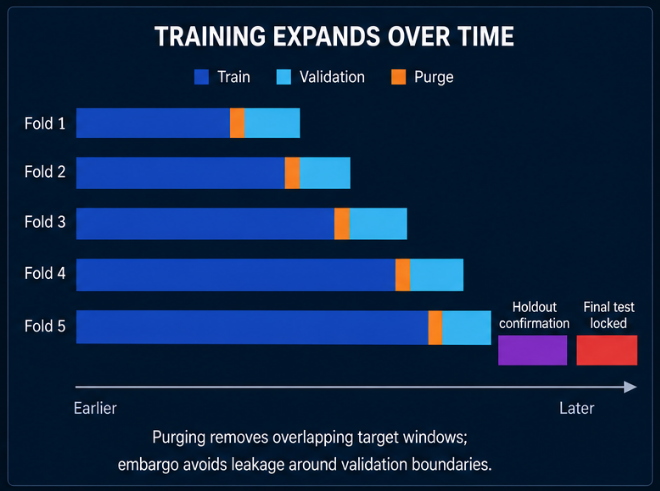 TRAINING EXPANDS OVER TIME
Train
Validation
Purge
Fold 1
Fold 2
Fold 3
Fold 4
Fold 5
Holdout
confirmation
Final test
locked
Earlier
Later
Purging removes overlapping target windows;
embargo avoids leakage around validation boundaries.